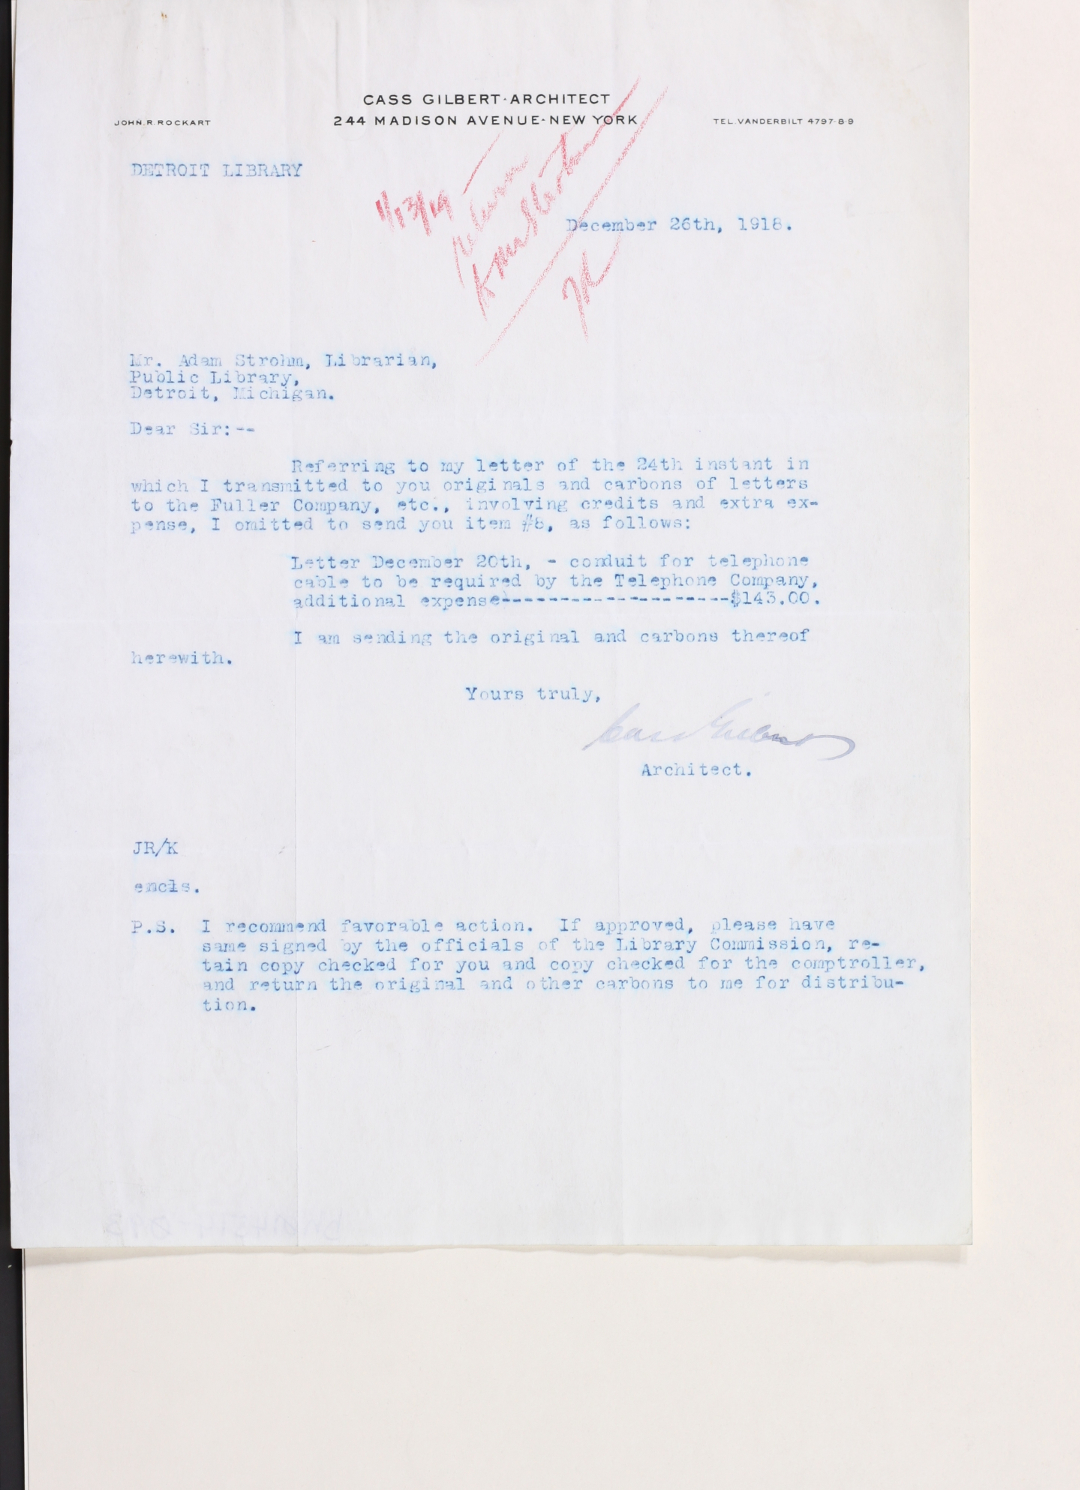 CASS GILBERT·ARCHITECT
JOHN.R.ROCKART
244 MADISON AVENUE·NEW YORK
TEL.VANDERBILT 4797-8-9
DETROIT LIBRARY
1/13/19
return
December 26th, 1918.
Mr. Adam Strohm, Librarian,
Public Library,
Detroit, Michigan.
Dear Sir:--
Referring to my letter of the 24th instant in
which I transmitted to you originals and carbons of letters
to the Fuller Company, etc., involving credits and extra ex-
pense, I omitted to send you item #8, as follows:
Letter December 20th, - conduit for telephone
cable to be required by the Telephone Company,
additional expense---------------------$143.00.
I am sending the original and carbons thereof
herewith.
Yours truly,
Cass Gilbert
Architect.
JR/K
encls.
P.S. I recommend favorable action. If approved, please have
same signed by the officials of the Library Commission, re-
tain copy checked for you and copy checked for the comptroller,
and return the original and other carbons to me for distribu-
tion.